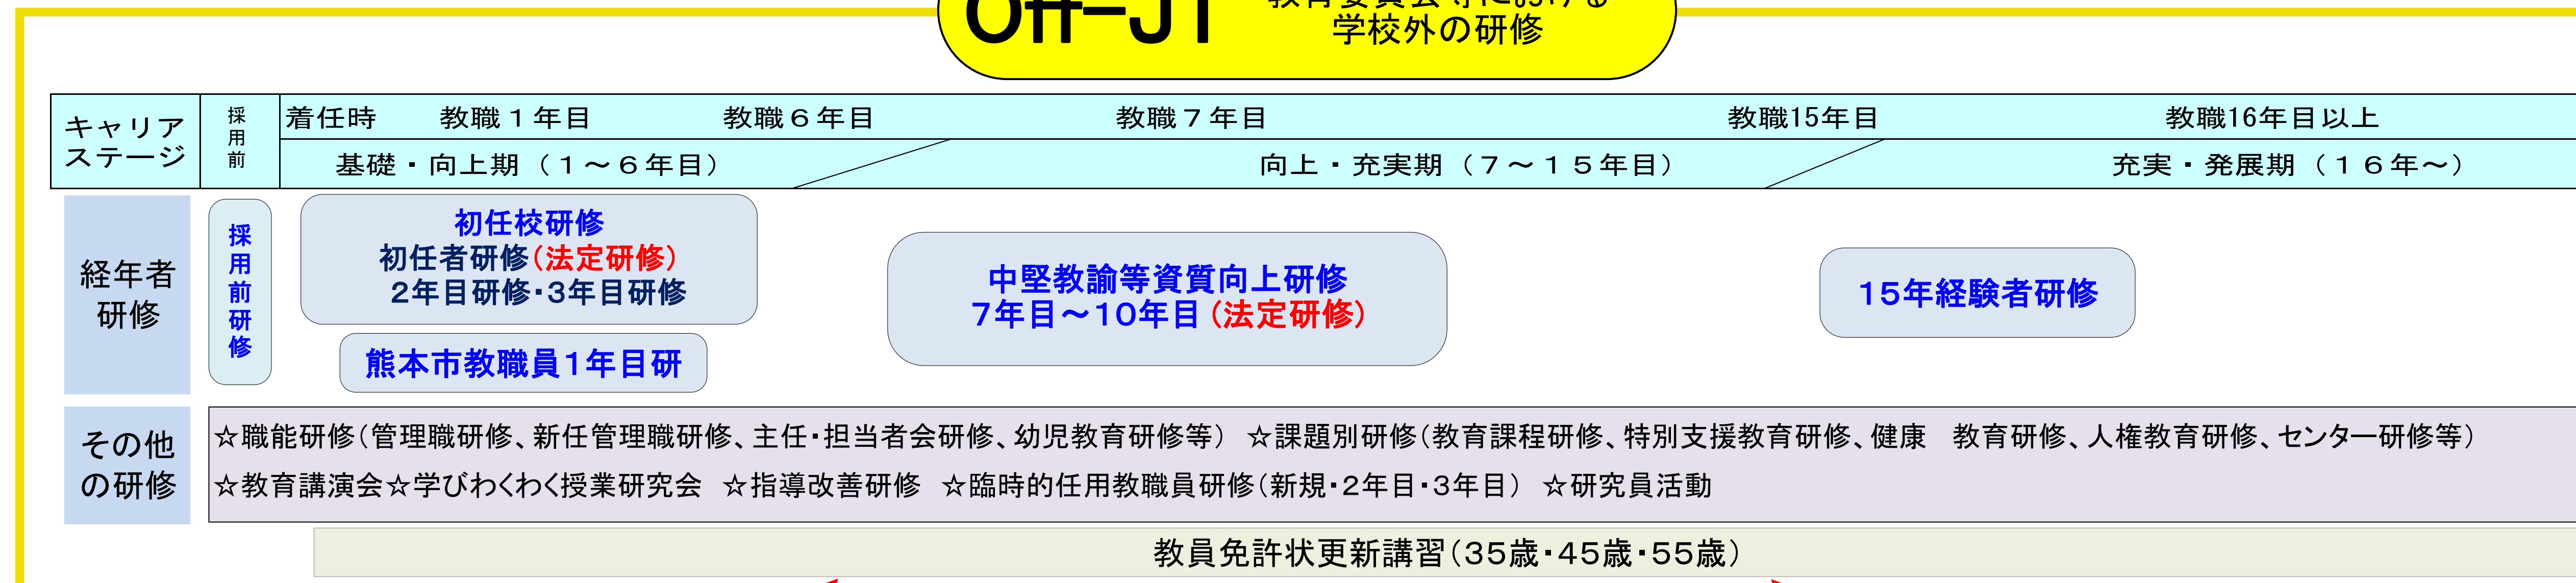 Off-JT
教育委員会等における
学校外の研修
キャリア
ステージ
採用前
着任時 教職１年目 教職６年目 教職７年目 教職15年目 教職16年目以上
基礎・向上期（１～６年目） 向上・充実期（７～１５年目） 充実・発展期（１６年～）
経年者
研修
採用前研修
初任校研修
初任者研修(法定研修)
2年目研修・3年目研修
熊本市教職員1年目研
中堅教諭等資質向上研修
7年目～10年目(法定研修)
15年経験者研修
その他
の研修
☆職能研修(管理職研修、新任管理職研修、主任・担当者会研修、幼児教育研修等) ☆課題別研修(教育課程研修、特別支援教育研修、健康　教育研修、人権教育研修、センター研修等)
☆教育講演会☆学びわくわく授業研究会 ☆指導改善研修 ☆臨時的任用教職員研修(新規・2年目・3年目) ☆研究員活動
教員免許状更新講習(35歳・45歳・55歳)